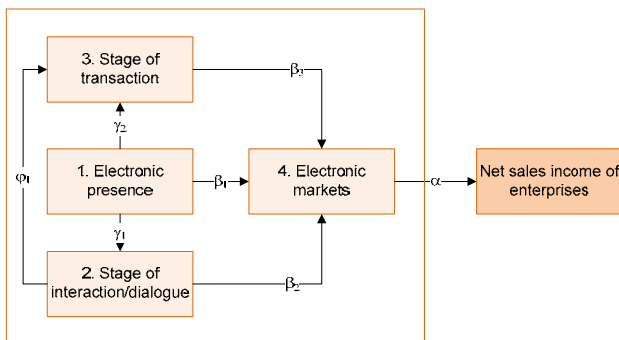 3. Stage of
transaction
β₃
γ₂
φ₁
1. Electronic
presence
β₁
4. Electronic
markets
α
Net sales income of
enterprises
γ₁
2. Stage of
interaction/dialogue
β₂